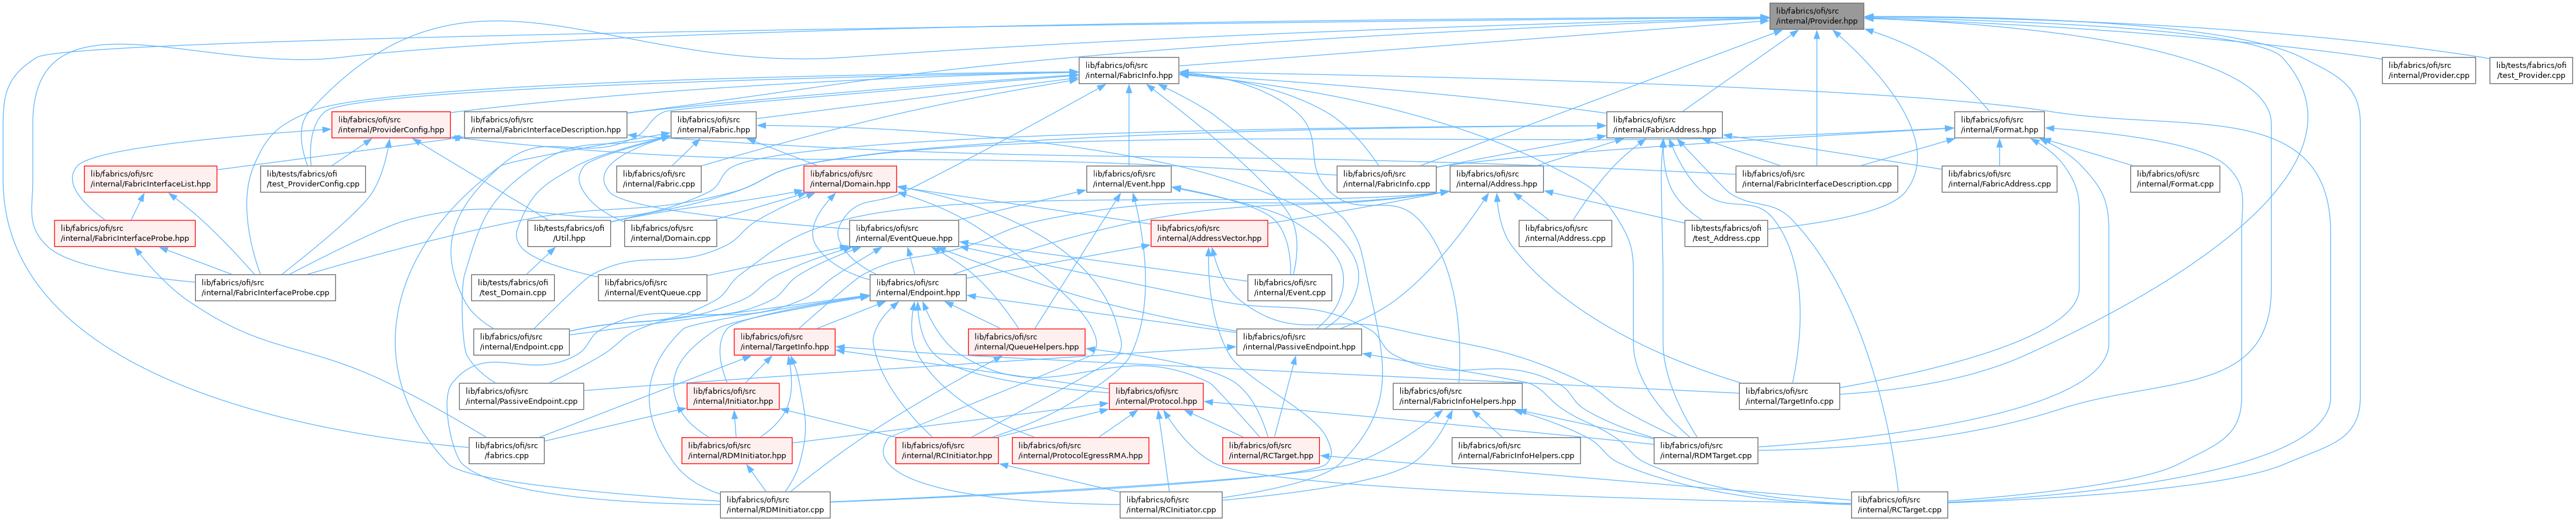 lib/fabrics/ofi/src
/internal/Provider.hpp
lib/fabrics/ofi/src
/internal/FabricInfo.hpp
lib/fabrics/ofi/src
/internal/Provider.cpp
lib/tests/fabrics/ofi
/test_Provider.cpp
lib/fabrics/ofi/src
/internal/ProviderConfig.hpp
lib/fabrics/ofi/src
/internal/FabricInterfaceDescription.hpp
lib/fabrics/ofi/src
/internal/Fabric.hpp
lib/fabrics/ofi/src
/internal/FabricAddress.hpp
lib/fabrics/ofi/src
/internal/Format.hpp
lib/fabrics/ofi/src
/internal/FabricInterfaceList.hpp
lib/tests/fabrics/ofi
/test_ProviderConfig.cpp
lib/fabrics/ofi/src
/internal/Fabric.cpp
lib/fabrics/ofi/src
/internal/Domain.hpp
lib/fabrics/ofi/src
/internal/Event.hpp
lib/fabrics/ofi/src
/internal/FabricInfo.cpp
lib/fabrics/ofi/src
/internal/Address.hpp
lib/fabrics/ofi/src
/internal/FabricInterfaceDescription.cpp
lib/fabrics/ofi/src
/internal/FabricAddress.cpp
lib/fabrics/ofi/src
/internal/Format.cpp
lib/fabrics/ofi/src
/internal/FabricInterfaceProbe.hpp
lib/tests/fabrics/ofi
/Util.hpp
lib/fabrics/ofi/src
/internal/Domain.cpp
lib/fabrics/ofi/src
/internal/EventQueue.hpp
lib/fabrics/ofi/src
/internal/AddressVector.hpp
lib/fabrics/ofi/src
/internal/Address.cpp
lib/tests/fabrics/ofi
/test_Address.cpp
lib/fabrics/ofi/src
/internal/FabricInterfaceProbe.cpp
lib/tests/fabrics/ofi
/test_Domain.cpp
lib/fabrics/ofi/src
/internal/EventQueue.cpp
lib/fabrics/ofi/src
/internal/Endpoint.hpp
lib/fabrics/ofi/src
/internal/Event.cpp
lib/fabrics/ofi/src
/internal/Endpoint.cpp
lib/fabrics/ofi/src
/internal/TargetInfo.hpp
lib/fabrics/ofi/src
/internal/QueueHelpers.hpp
lib/fabrics/ofi/src
/internal/PassiveEndpoint.hpp
lib/fabrics/ofi/src
/internal/PassiveEndpoint.cpp
lib/fabrics/ofi/src
/internal/Initiator.hpp
lib/fabrics/ofi/src
/internal/Protocol.hpp
lib/fabrics/ofi/src
/internal/FabricInfoHelpers.hpp
lib/fabrics/ofi/src
/internal/TargetInfo.cpp
lib/fabrics/ofi/src
/fabrics.cpp
lib/fabrics/ofi/src
/internal/RDMInitiator.hpp
lib/fabrics/ofi/src
/internal/RCInitiator.hpp
lib/fabrics/ofi/src
/internal/ProtocolEgressRMA.hpp
lib/fabrics/ofi/src
/internal/RCTarget.hpp
lib/fabrics/ofi/src
/internal/FabricInfoHelpers.cpp
lib/fabrics/ofi/src
/internal/RDMTarget.cpp
lib/fabrics/ofi/src
/internal/RDMInitiator.cpp
lib/fabrics/ofi/src
/internal/RCInitiator.cpp
lib/fabrics/ofi/src
/internal/RCTarget.cpp